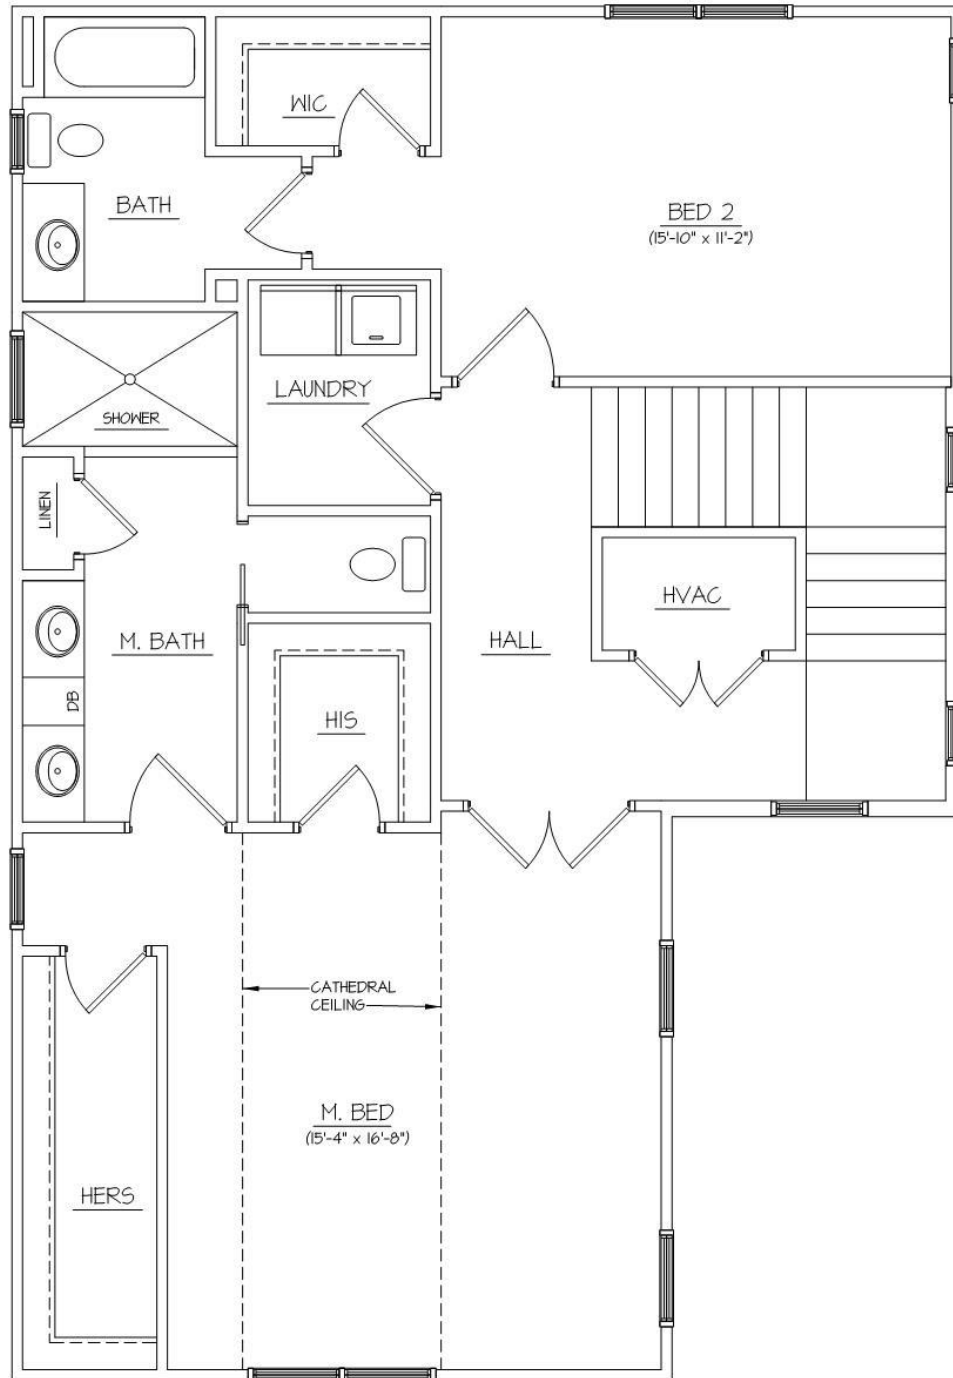 WIC
BATH
BED 2
(15'-10" x 11'-2")
LAUNDRY
SHOWER
LINEN
HVAC
M. BATH
HALL
DB
HIS
CATHEDRAL
CEILING
M. BED
(15'-4" x 16'-8")
HERS